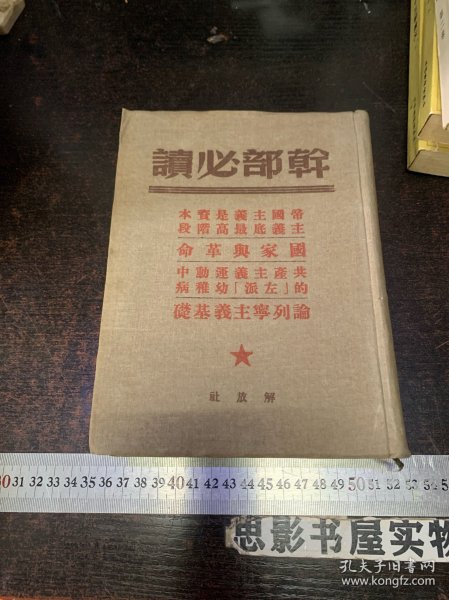 幹部必讀
帝國主義是資本
主義底最高階段
國家與革命
共產主義運動中
的「左派」幼稚病
論列寧主義基礎
解放社
30 31 32 33 34 35 36 37 38 39 40 41 42 43 44 45 46 47 48 49 50 51 52 53 54
思影书屋实物
孔夫子旧书网
www.kongfz.com